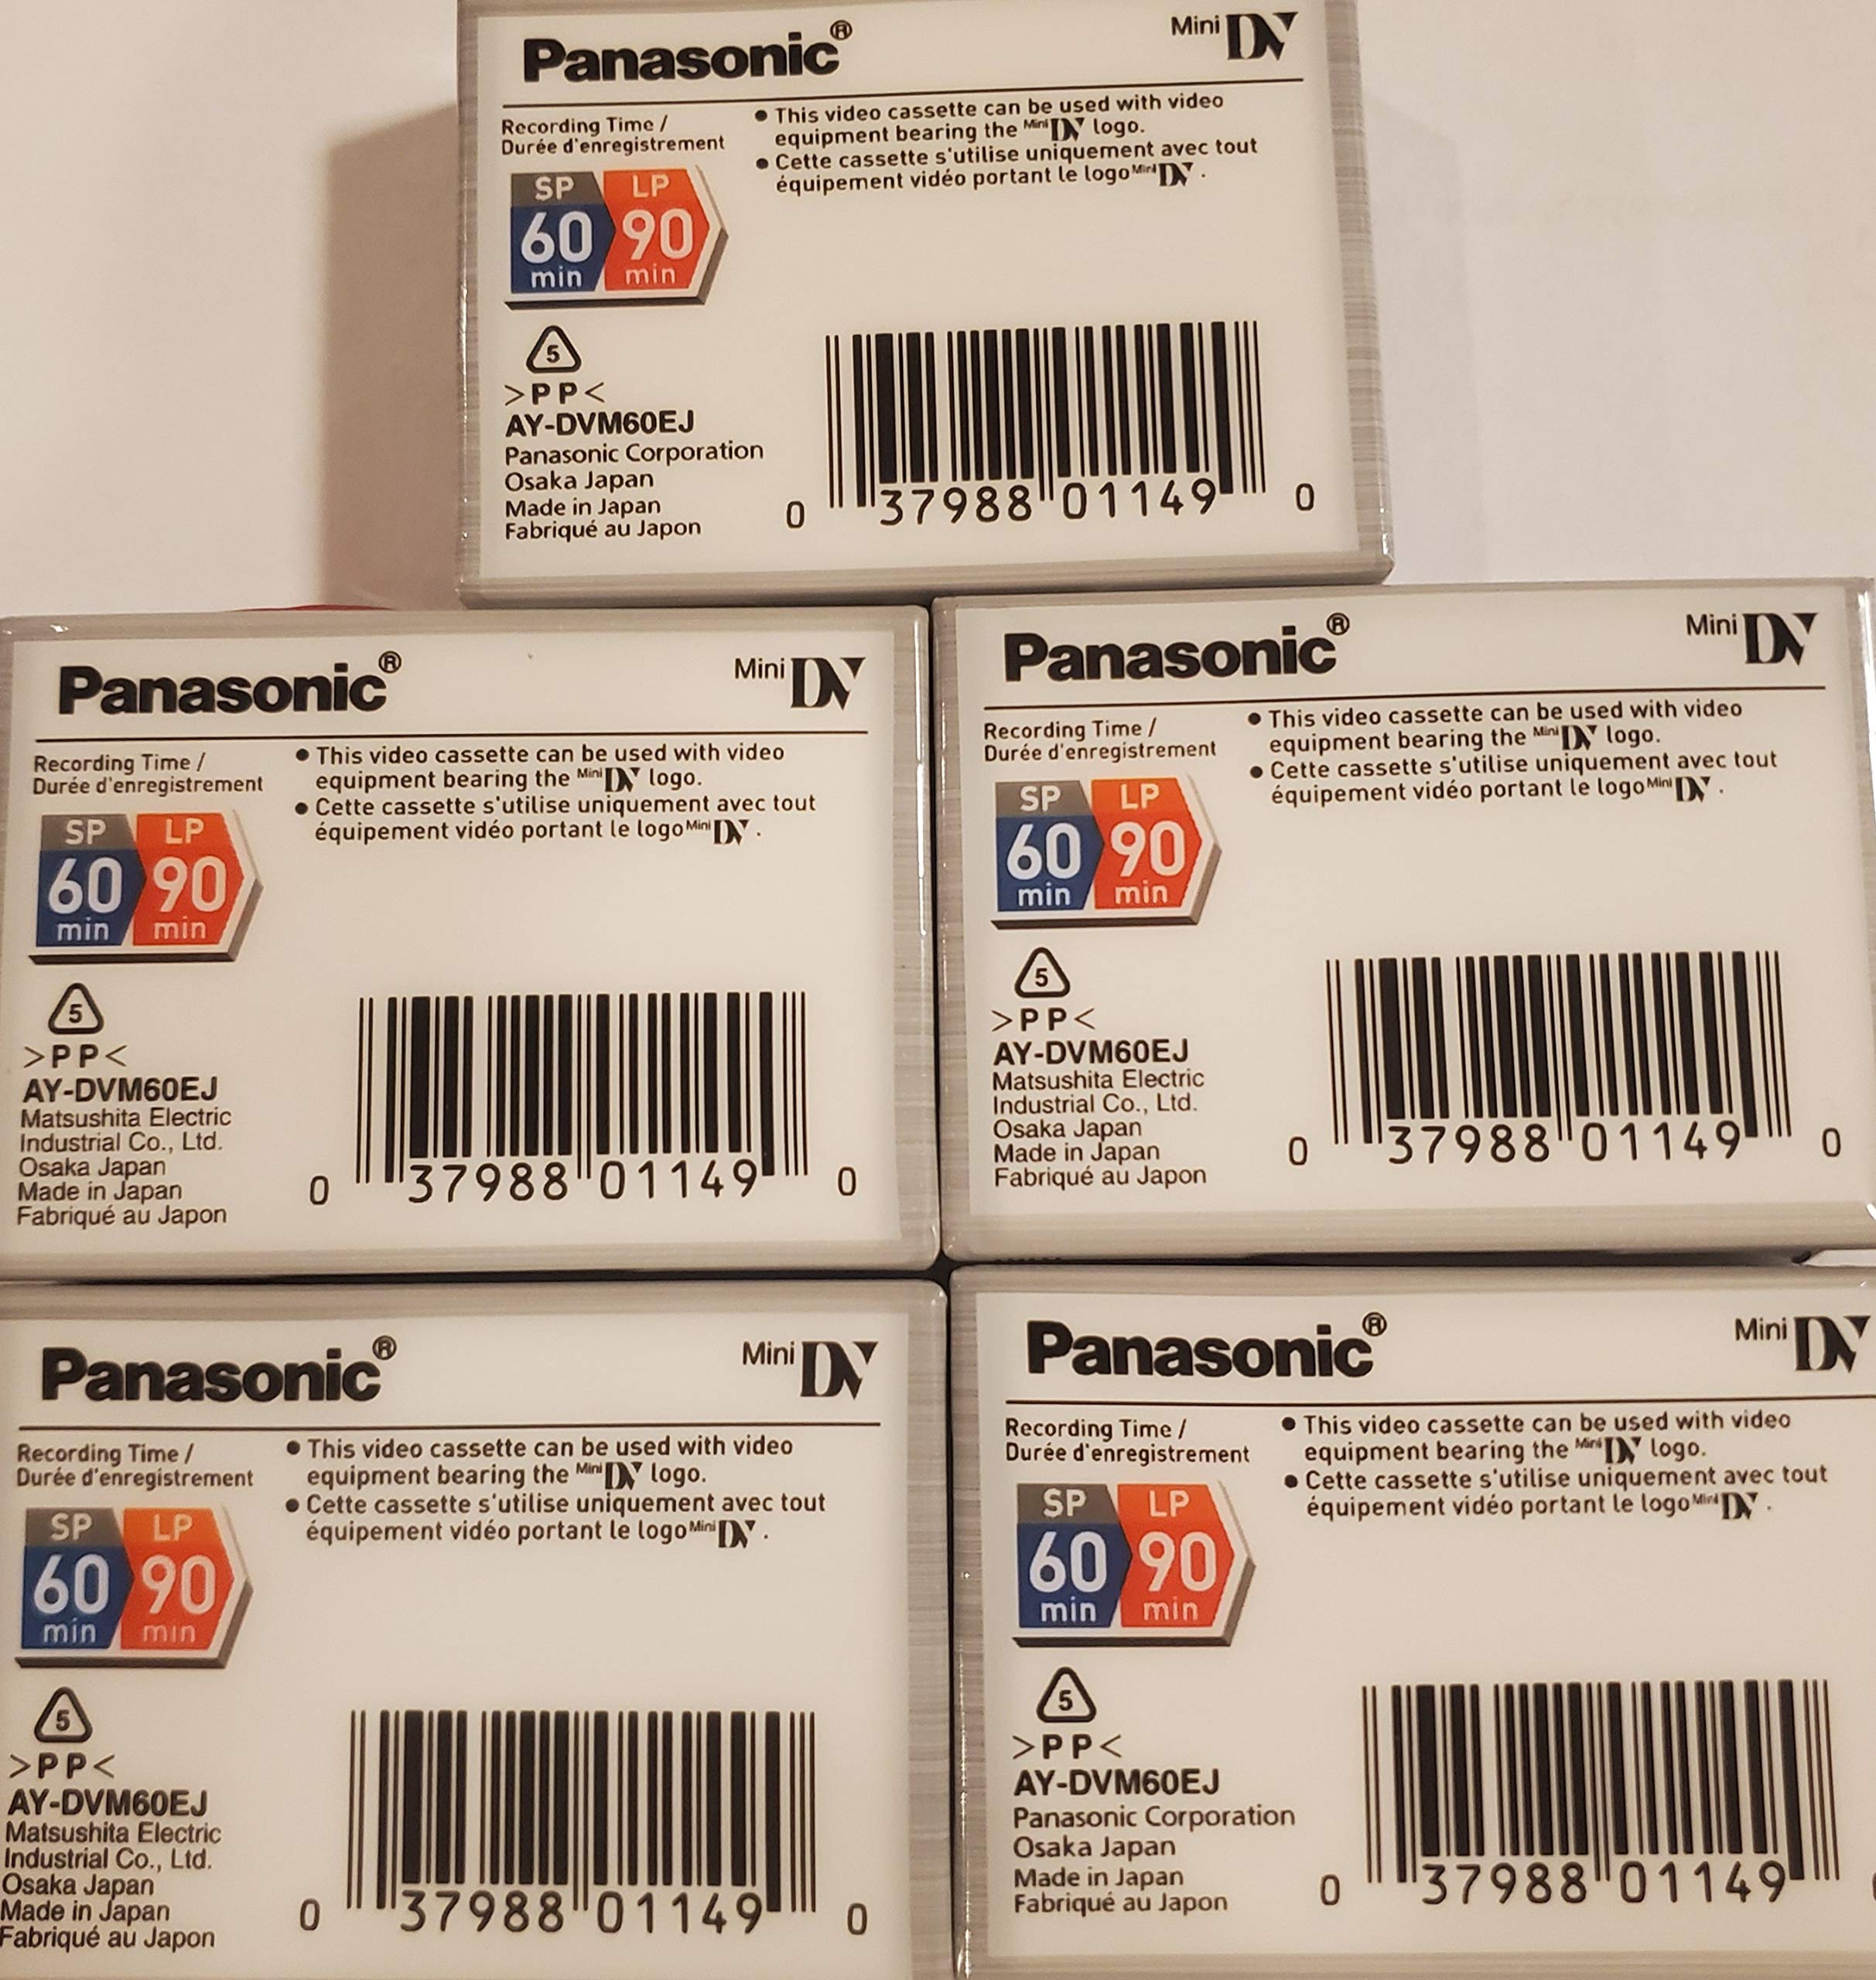 Panasonic®
Mini DV
Recording Time /
Durée d'enregistrement
• This video cassette can be used with video
equipment bearing the Mini DV logo.
• Cette cassette s'utilise uniquement avec tout
équipement vidéo portant le logo Mini DV.
SP LP
60 90
min min
5
>PP<
AY-DVM60EJ
Panasonic Corporation
Osaka Japan
Made in Japan
Fabriqué au Japon
0 37988 01149 0
Panasonic®
Mini DV
Recording Time /
Durée d'enregistrement
• This video cassette can be used with video
equipment bearing the Mini DV logo.
• Cette cassette s'utilise uniquement avec tout
équipement vidéo portant le logo Mini DV.
SP LP
60 90
min min
5
>PP<
AY-DVM60EJ
Matsushita Electric
Industrial Co., Ltd.
Osaka Japan
Made in Japan
Fabriqué au Japon
0 37988 01149 0
Panasonic®
Mini DV
Recording Time /
Durée d'enregistrement
• This video cassette can be used with video
equipment bearing the Mini DV logo.
• Cette cassette s'utilise uniquement avec tout
équipement vidéo portant le logo Mini DV.
SP LP
60 90
min min
5
>PP<
AY-DVM60EJ
Matsushita Electric
Industrial Co., Ltd.
Osaka Japan
Made in Japan
Fabriqué au Japon
0 37988 01149 0
Panasonic®
Mini DV
Recording Time /
Durée d'enregistrement
• This video cassette can be used with video
equipment bearing the Mini DV logo.
• Cette cassette s'utilise uniquement avec tout
équipement vidéo portant le logo Mini DV.
SP LP
60 90
min min
5
>PP<
AY-DVM60EJ
Matsushita Electric
Industrial Co., Ltd.
Osaka Japan
Made in Japan
Fabriqué au Japon
0 37988 01149 0
Panasonic®
Mini DV
Recording Time /
Durée d'enregistrement
• This video cassette can be used with video
equipment bearing the Mini DV logo.
• Cette cassette s'utilise uniquement avec tout
équipement vidéo portant le logo Mini DV.
SP LP
60 90
min min
5
>PP<
AY-DVM60EJ
Panasonic Corporation
Osaka Japan
Made in Japan
Fabriqué au Japon
0 37988 01149